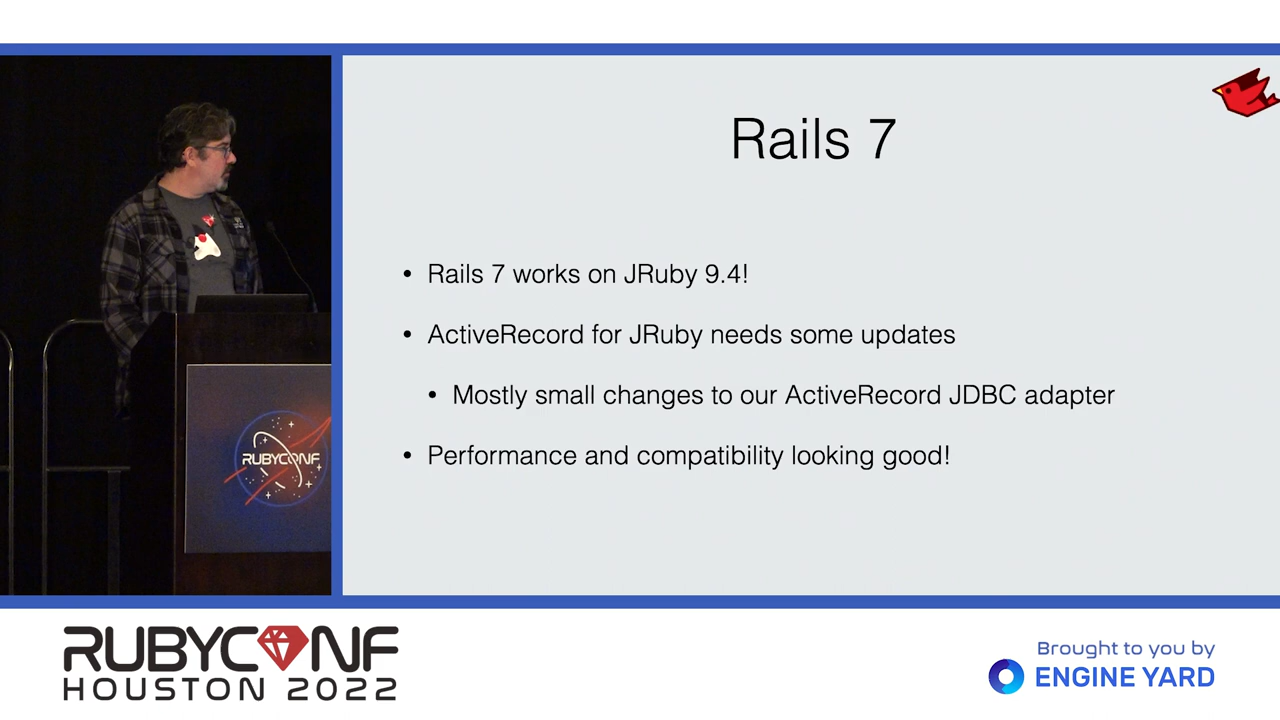 Rails 7
• Rails 7 works on JRuby 9.4!
• ActiveRecord for JRuby needs some updates
• Mostly small changes to our ActiveRecord JDBC adapter
• Performance and compatibility looking good!
RUBYCONF
RUBYCONF
HOUSTON 2022
Brought to you by
ENGINE YARD